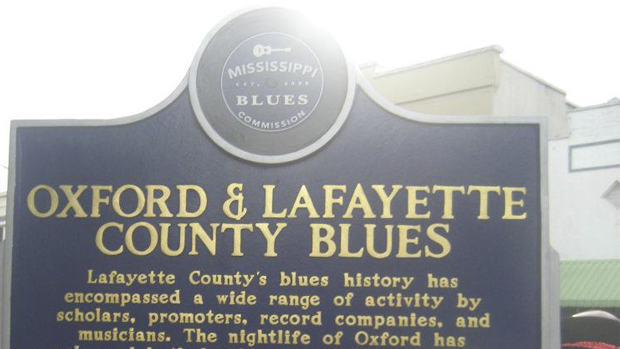 MISSISSIPPI
BLUES
COMMISSION
OXFORD & LAFAYETTE
COUNTY BLUES
Lafayette County's blues history has
encompassed a wide range of activity by
scholars, promoters, record companies, and
musicians. The nightlife of Oxford has